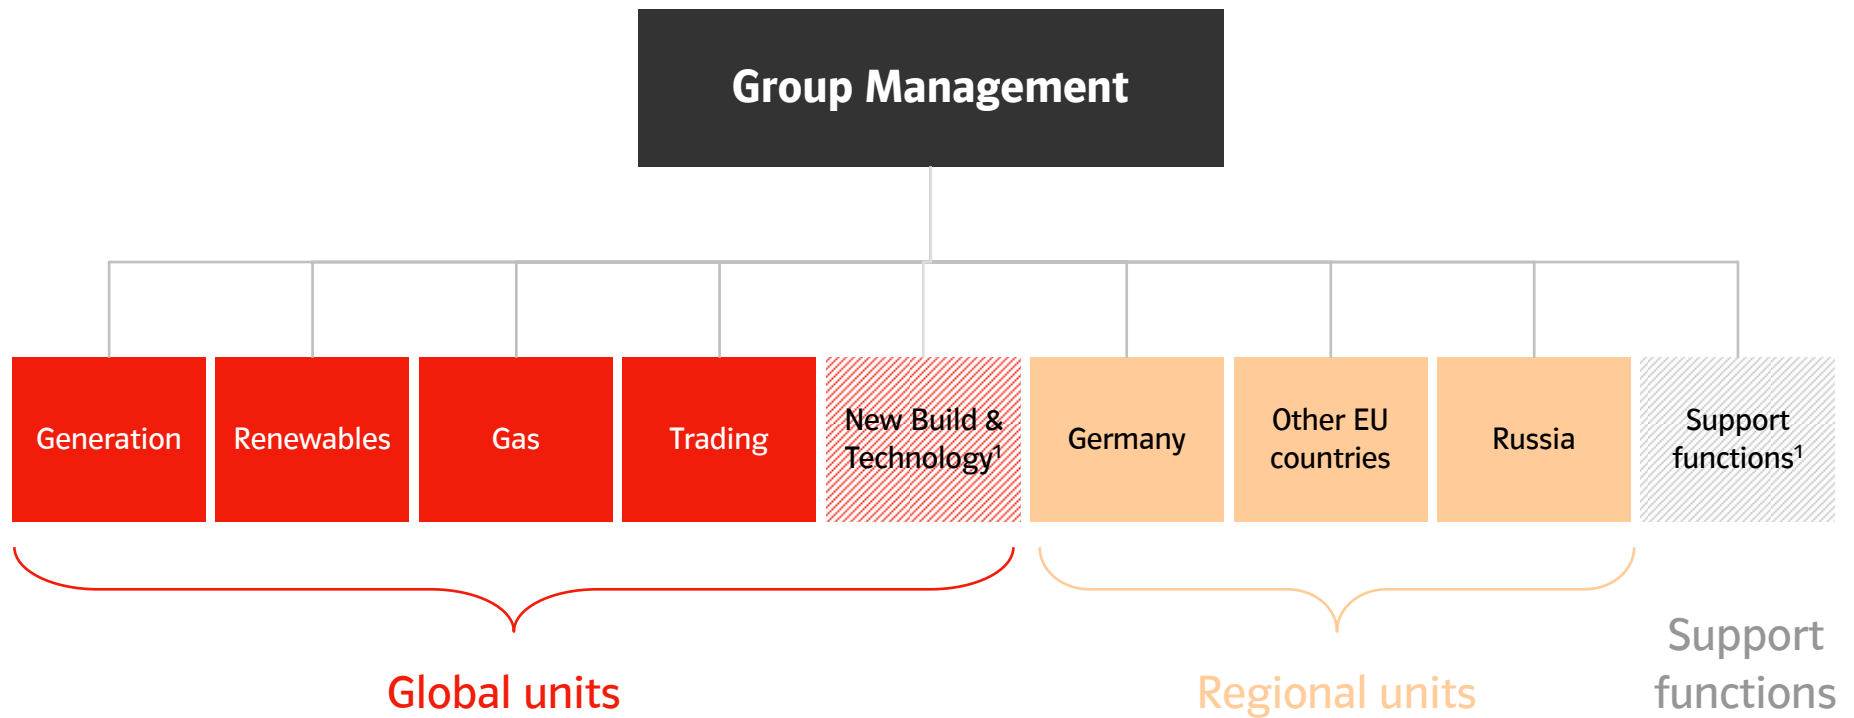 Group Management
Generation
Renewables
Gas
Trading
New Build &
Technology¹
Germany
Other EU
countries
Russia
Support
functions¹
Global units
Regional units
Support
functions